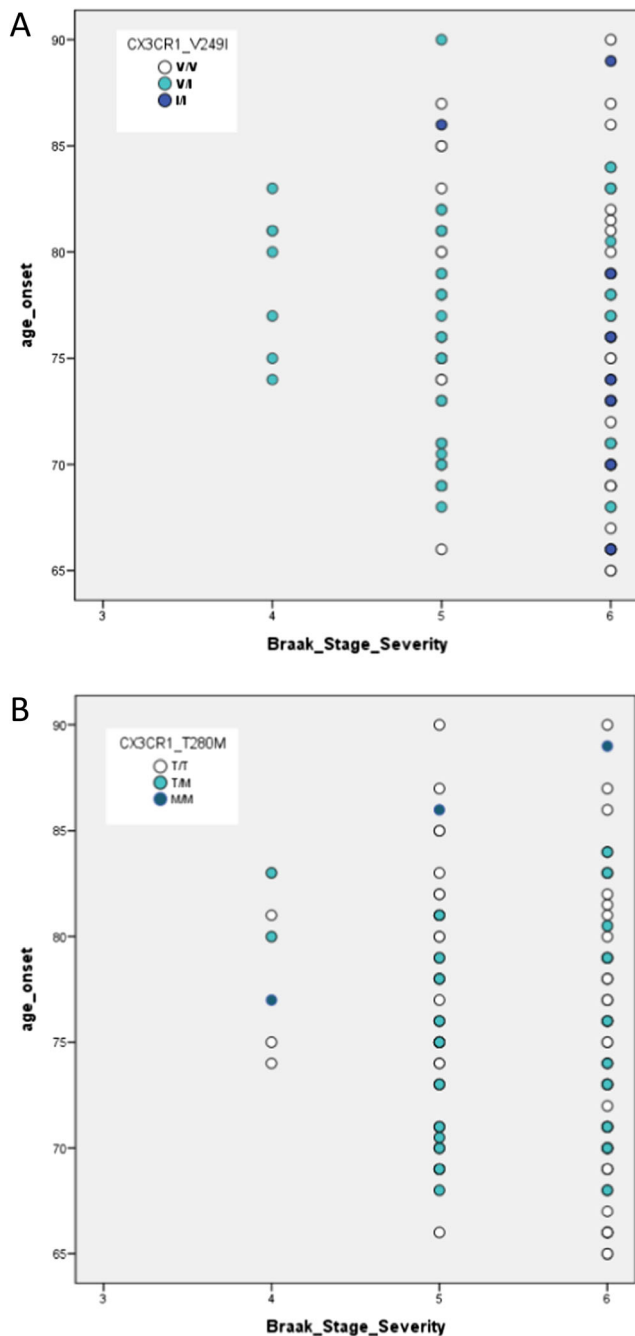 A
CX3CR1_V249I
V/V
V/I
I/I
90
85
80
75
70
65
age_onset
3
4
5
6
Braak_Stage_Severity
B
CX3CR1_T280M
T/T
T/M
M/M
90
85
80
75
70
65
age_onset
3
4
5
6
Braak_Stage_Severity